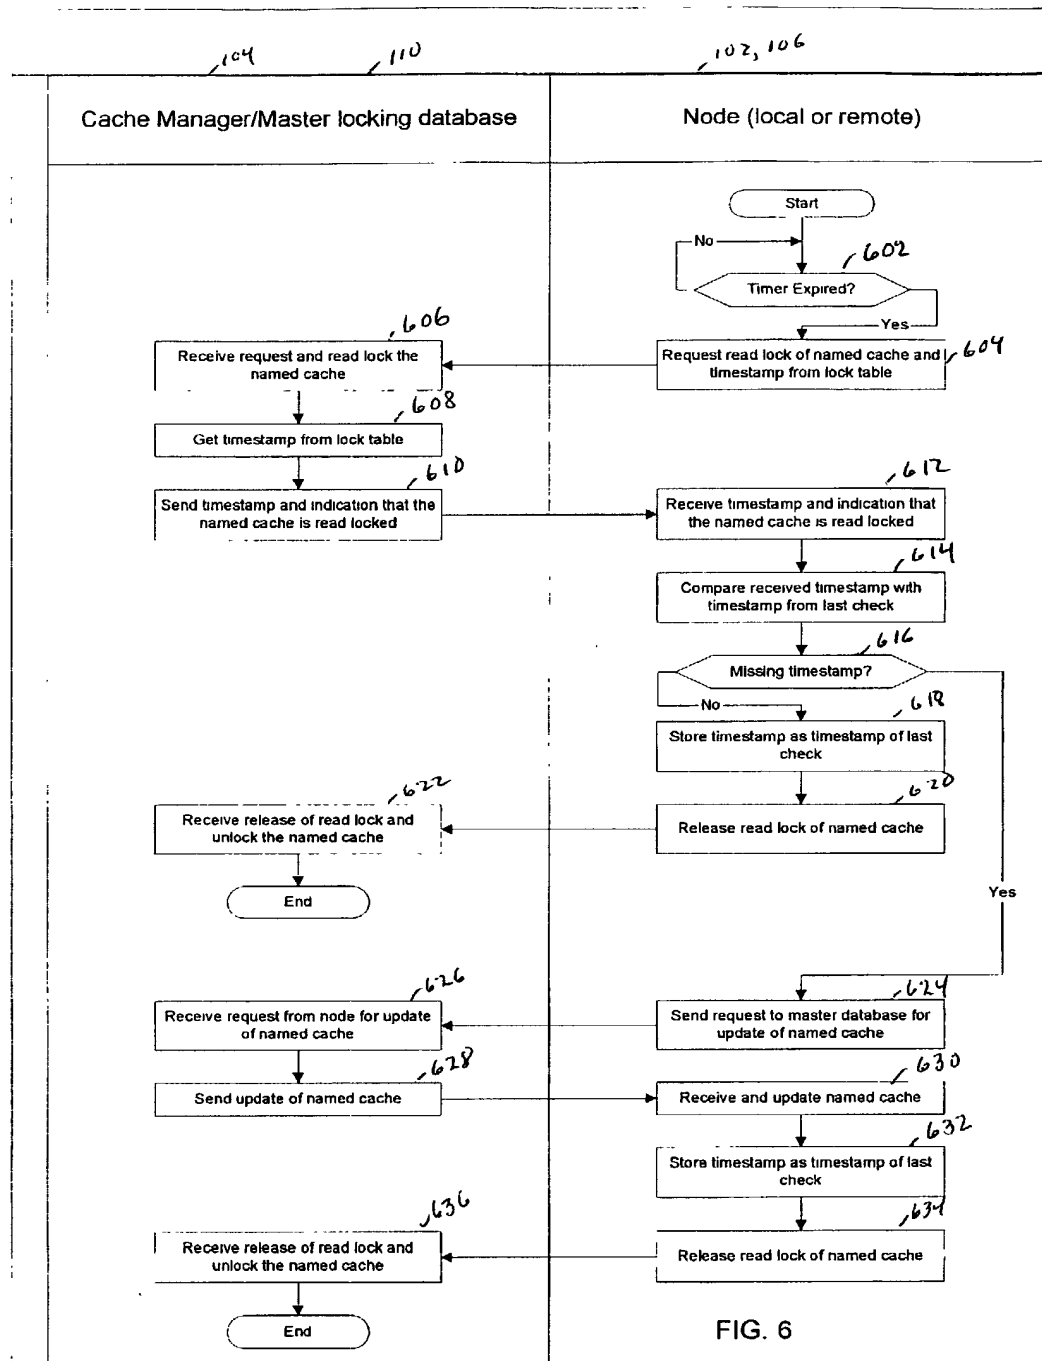 104 110 102, 106
Cache Manager/Master locking database
Node (local or remote)
Start
No
602
Timer Expired?
Yes
606
Receive request and read lock the
named cache
Request read lock of named cache and
timestamp from lock table
604
608
Get timestamp from lock table
610
Send timestamp and indication that the
named cache is read locked
612
Receive timestamp and indication that
the named cache is read locked
614
Compare received timestamp with
timestamp from last check
616
Missing timestamp?
No
618
Store timestamp as timestamp of last
check
622
Receive release of read lock and
unlock the named cache
620
Release read lock of named cache
End
Yes
626
Receive request from node for update
of named cache
624
Send request to master database for
update of named cache
628
Send update of named cache
630
Receive and update named cache
632
Store timestamp as timestamp of last
check
636
Receive release of read lock and
unlock the named cache
634
Release read lock of named cache
End
FIG. 6